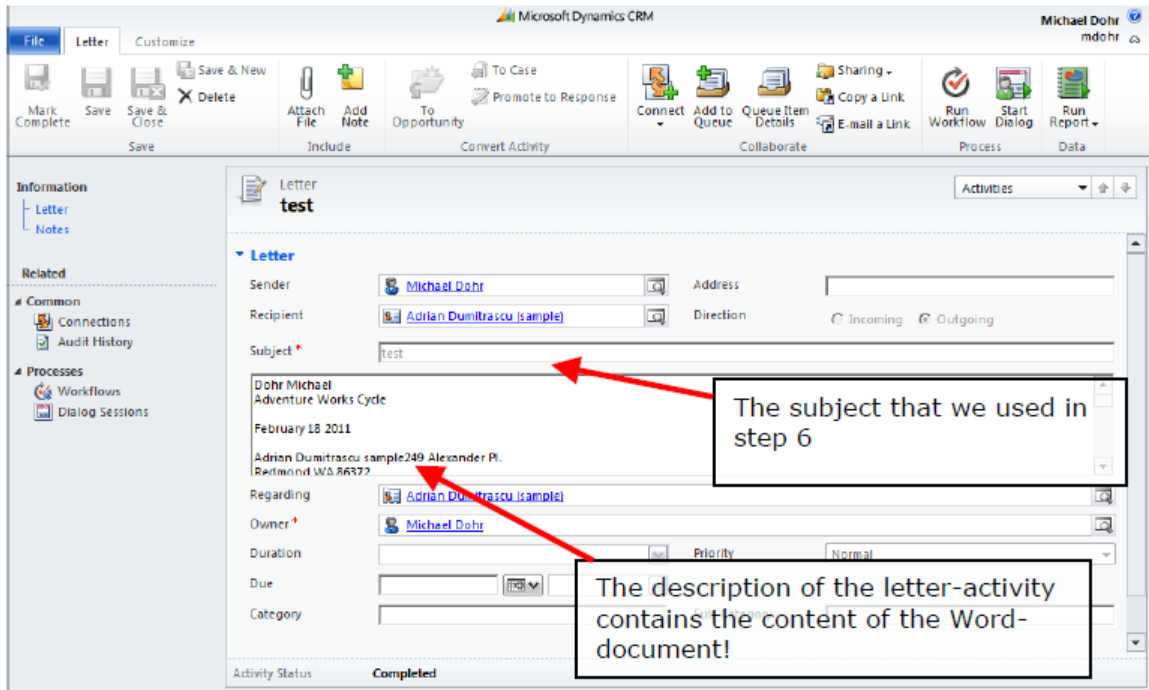 Microsoft Dynamics CRM
Michael Dohr
mdohr
File Letter Customize
Mark Complete
Save
Save & Close
Save & New
Delete
Save
Attach File
Add Note
Include
To Opportunity
To Case
Promote to Response
Convert Activity
Connect
Add to Queue
Queue Item Details
Sharing
Copy a Link
E-mail a Link
Collaborate
Run Workflow
Start Dialog
Process
Run Report
Data
Information
Letter
Notes
Related
Common
Connections
Audit History
Processes
Workflows
Dialog Sessions
Letter
test
Activities
Letter
Sender Michael Dohr Address
Recipient Adrian Dumitrascu (sample) Direction Incoming Outgoing
Subject * test
Dohr Michael
Adventure Works Cycle
February 18 2011
Adrian Dumitrascu sample249 Alexander Pl.
Redmond WA 86372
The subject that we used in
step 6
Regarding Adrian Dumitrascu (sample)
Owner * Michael Dohr
Duration Priority Normal
Due
Category
The description of the letter-activity
contains the content of the Word-
document!
Activity Status Completed